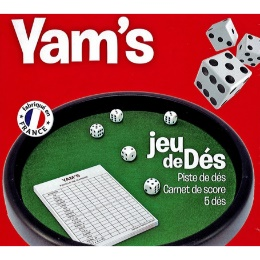 Yam's
fabriqué en
FRANCE
jeu
de Dés
Piste de dés
Carnet de score
5 dés
YAM'S